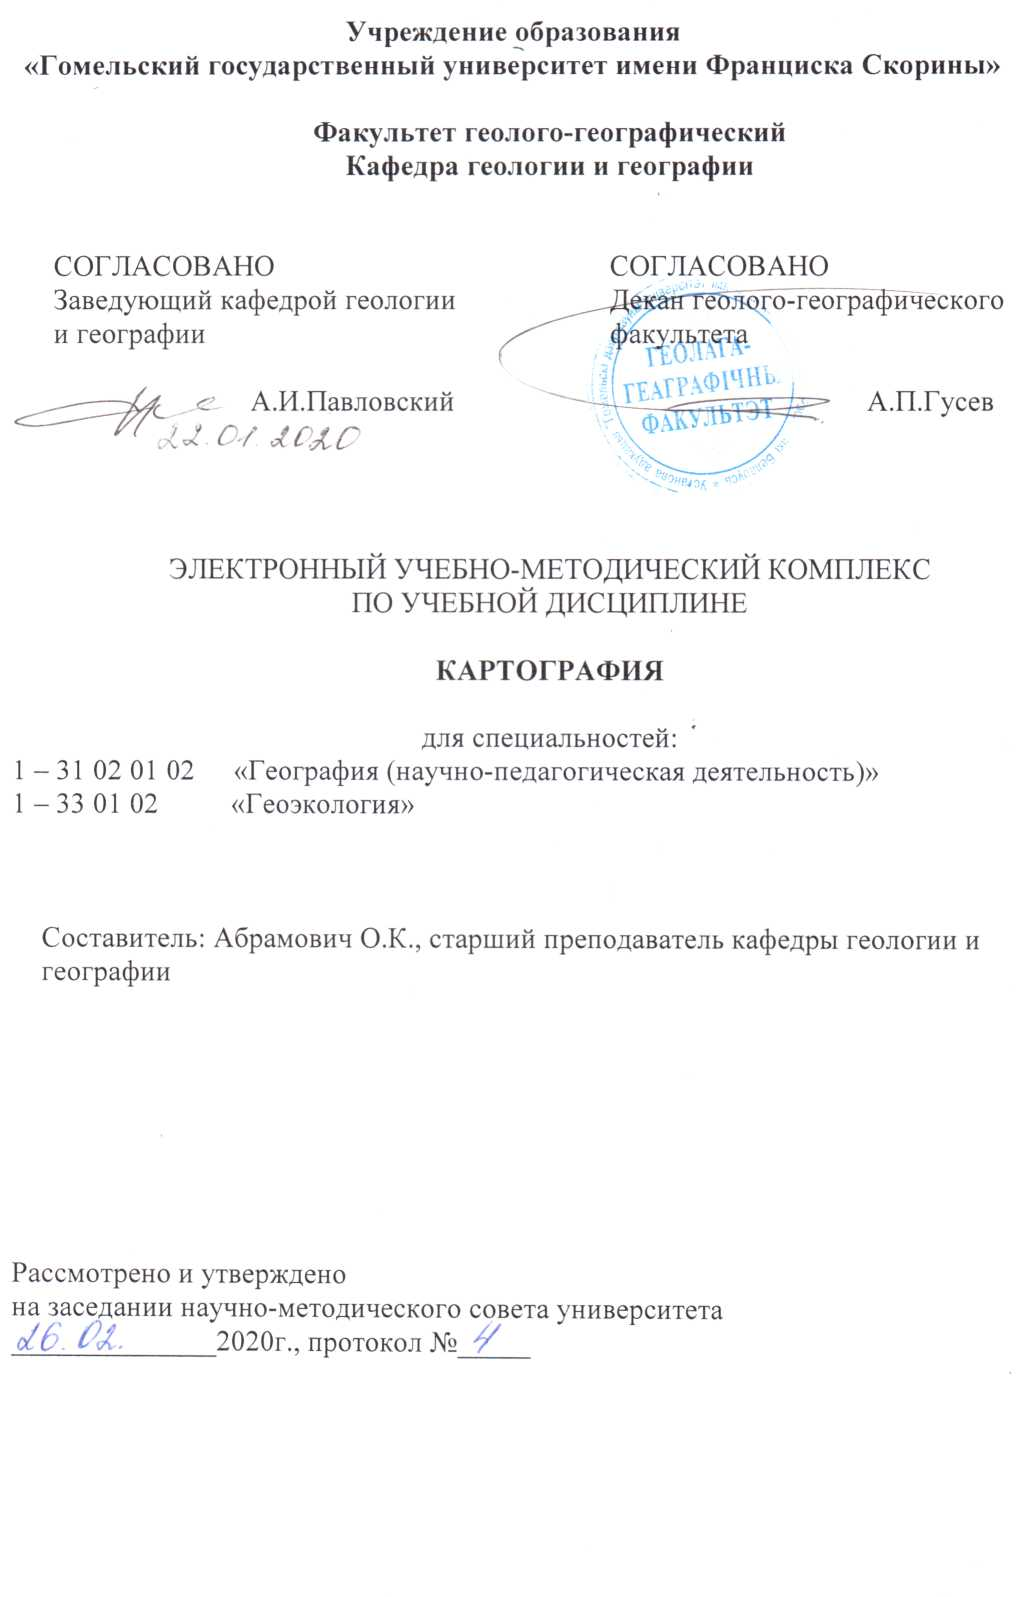 Учреждение образования
«Гомельский государственный университет имени Франциска Скорины»
Факультет геолого-географический
Кафедра геологии и географии
СОГЛАСОВАНО
Заведующий кафедрой геологии
и географии
А.И.Павловский
22.01.2020
СОГЛАСОВАНО
Декан геолого-географического
факультета
ГЕОЛАГА-
ФАКУЛЬТЭТ
А.П.Гусев
ЭЛЕКТРОННЫЙ УЧЕБНО-МЕТОДИЧЕСКИЙ КОМПЛЕКС
ПО УЧЕБНОЙ ДИСЦИПЛИНЕ
КАРТОГРАФИЯ
для специальностей:
1 – 31 02 01 02 «География (научно-педагогическая деятельность)»
1 – 33 01 02 «Геоэкология»
Составитель: Абрамович О.К., старший преподаватель кафедры геологии и
географии
Рассмотрено и утверждено
на заседании научно-методического совета университета
26.02. 2020г., протокол № 4